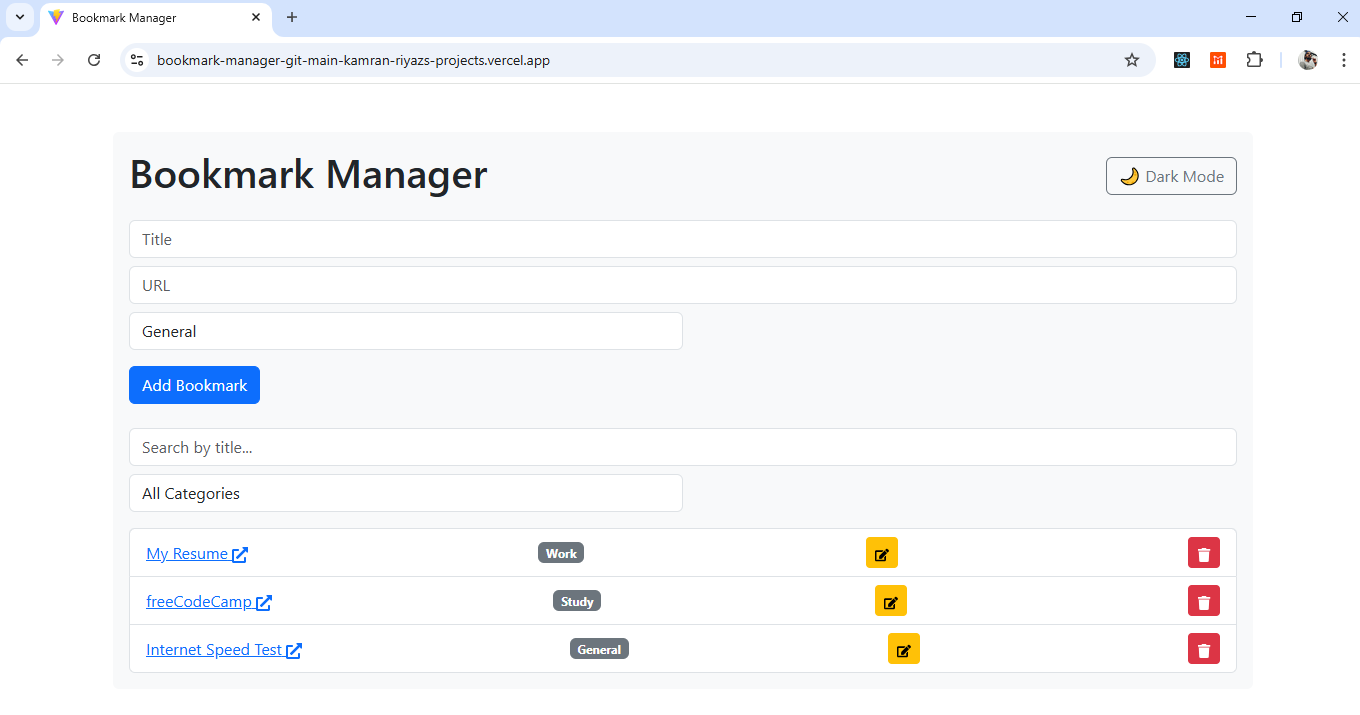 Bookmark Manager
bookmark-manager-git-main-kamran-riyazs-projects.vercel.app
Bookmark Manager
🌙 Dark Mode
Title
URL
General
Add Bookmark
Search by title...
All Categories
My Resume Work
freeCodeCamp Study
Internet Speed Test General